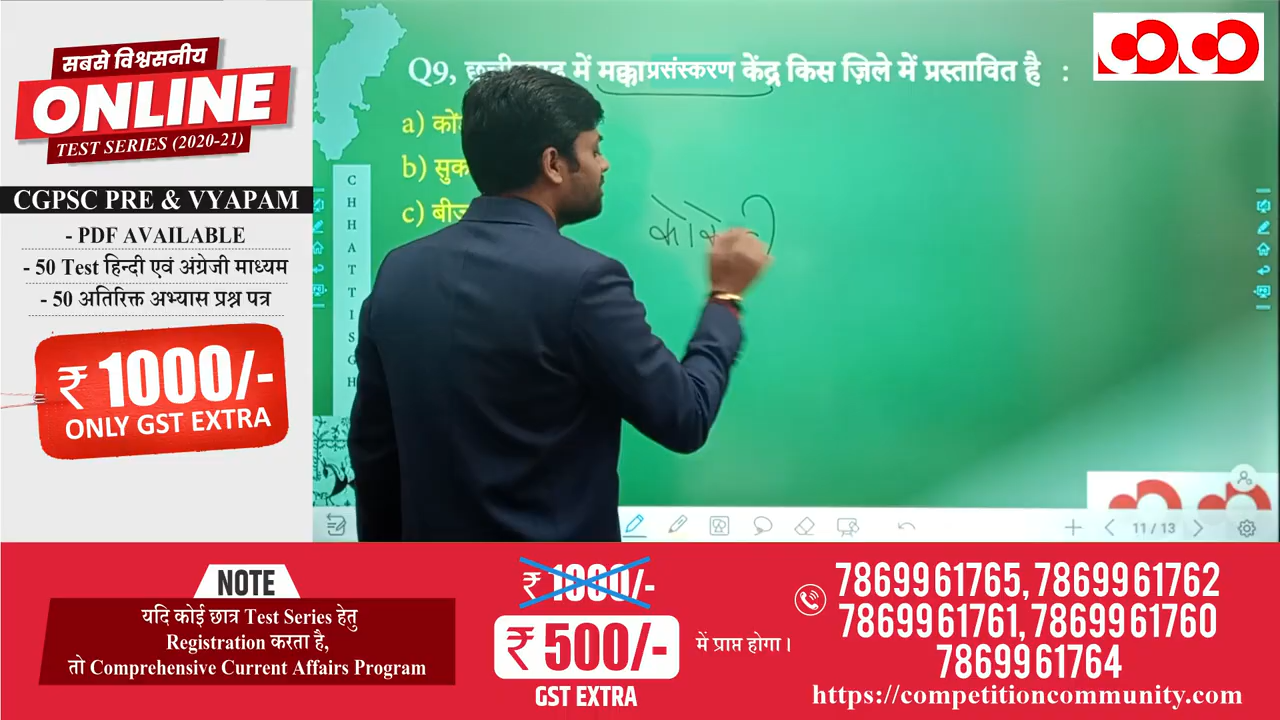 सबसे विश्वसनीय
ONLINE
TEST SERIES (2020-21)
CGPSC PRE & VYAPAM
- PDF AVAILABLE
- 50 Test हिन्दी एवं अंग्रेजी माध्यम
- 50 अतिरिक्त अभ्यास प्रश्न पत्र
₹ 1000/-
ONLY GST EXTRA
Q9, में मक्का प्रसंस्करण केंद्र किस ज़िले में प्रस्तावित है :
a)
b)
c)
CHHATTISGH
11 / 13
NOTE
यदि कोई छात्र Test Series हेतु
Registration करता है,
तो Comprehensive Current Affairs Program
₹ 1000/-
₹ 500/- में प्राप्त होगा।
GST EXTRA
7869961765, 7869961762
7869961761, 7869961760
7869961764
https://competitioncommunity.com